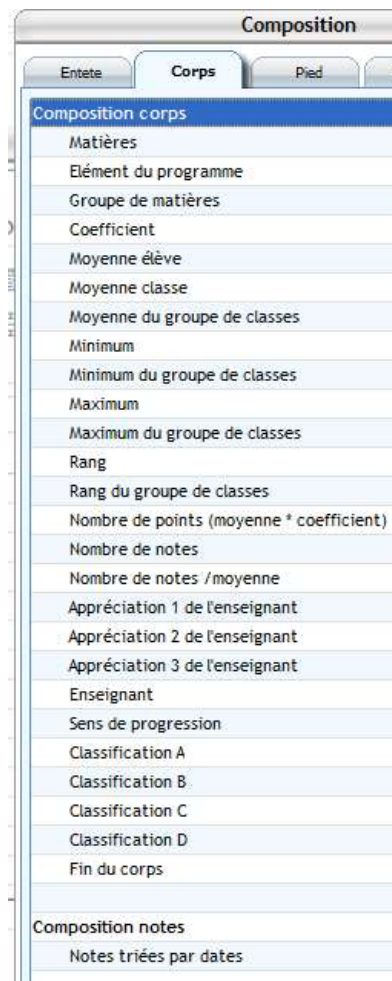 Composition
Entete Corps Pied
Composition corps
Matières
Elément du programme
Groupe de matières
Coefficient
Moyenne élève
Moyenne classe
Moyenne du groupe de classes
Minimum
Minimum du groupe de classes
Maximum
Maximum du groupe de classes
Rang
Rang du groupe de classes
Nombre de points (moyenne * coefficient)
Nombre de notes
Nombre de notes /moyenne
Appréciation 1 de l'enseignant
Appréciation 2 de l'enseignant
Appréciation 3 de l'enseignant
Enseignant
Sens de progression
Classification A
Classification B
Classification C
Classification D
Fin du corps
Composition notes
Notes triées par dates